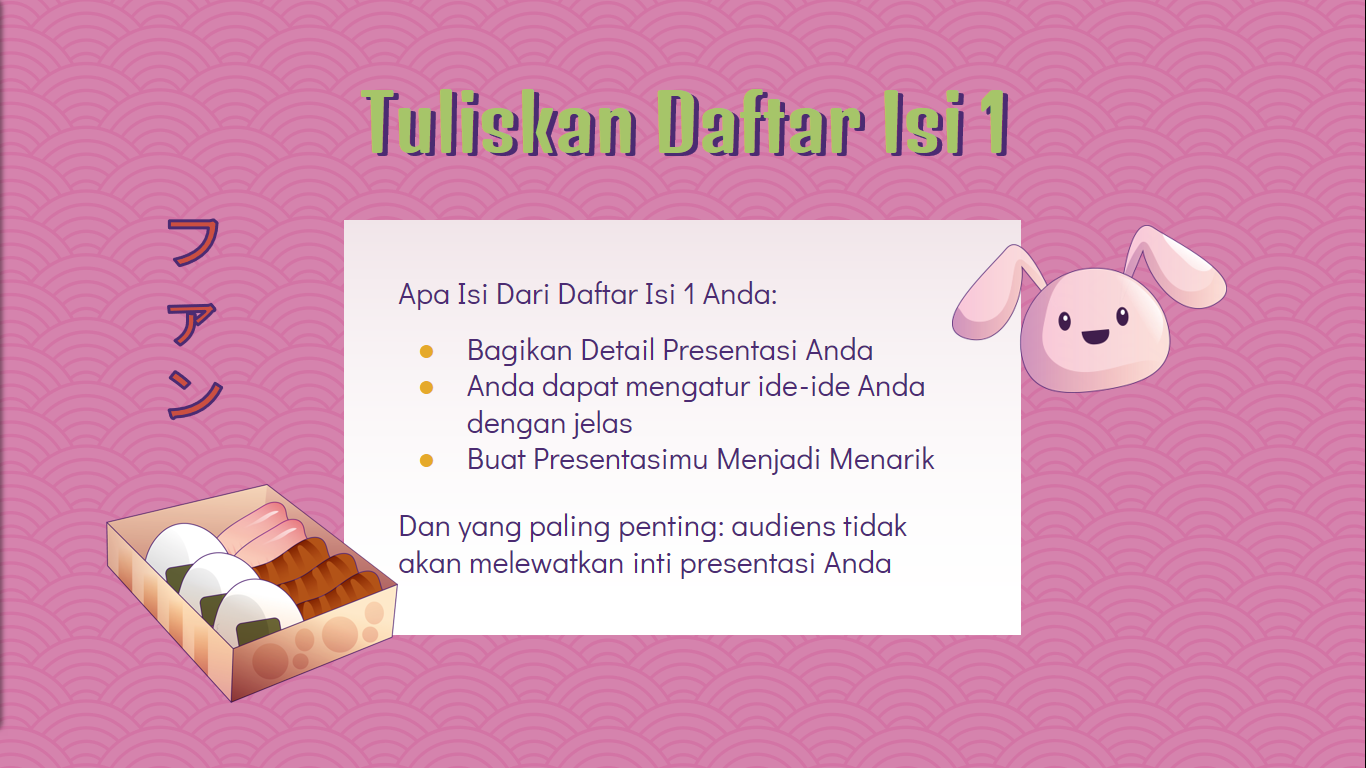 Tuliskan Daftar Isi 1
ファン
Apa Isi Dari Daftar Isi 1 Anda:
● Bagikan Detail Presentasi Anda
● Anda dapat mengatur ide-ide Anda
dengan jelas
● Buat Presentasimu Menjadi Menarik
Dan yang paling penting: audiens tidak
akan melewatkan inti presentasi Anda